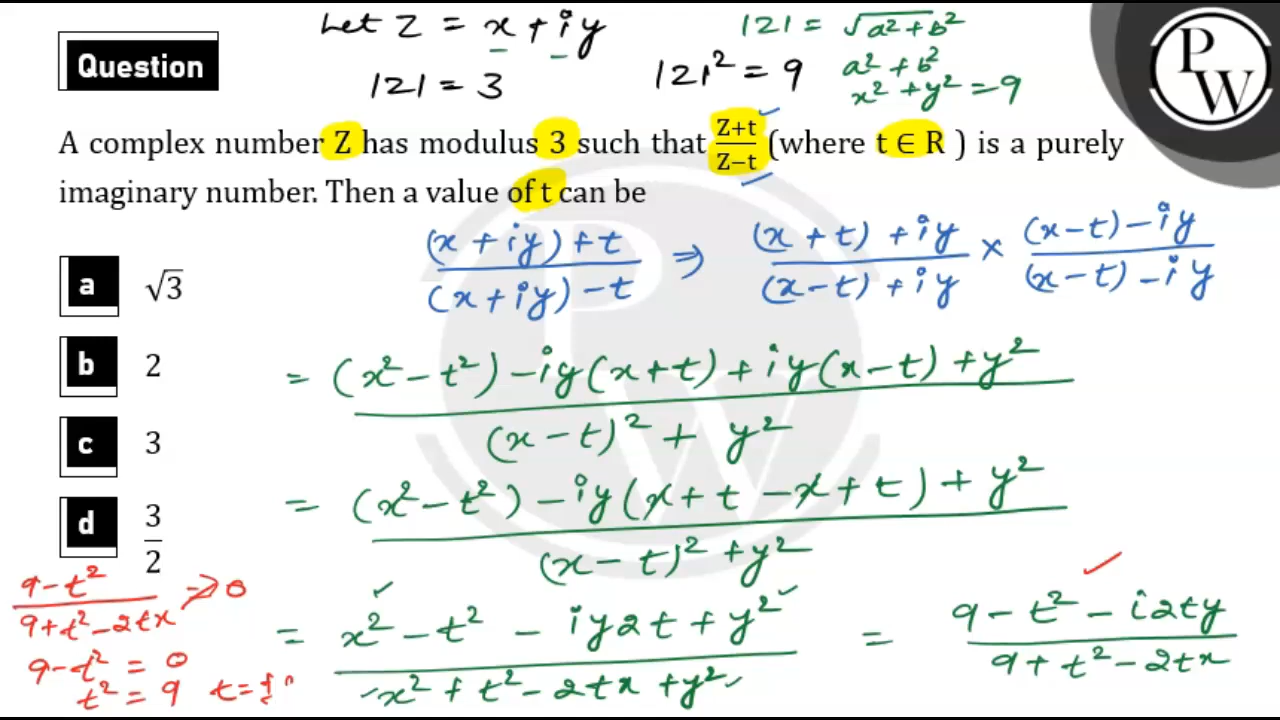 Let Z = x + iy
|z| = √a² + b²
|z| = 3
|z|² = 9
a² + b²
x² + y² = 9
PW
Question
A complex number Z has modulus 3 such that Z+t/Z−t (where t ∈ R ) is a purely
imaginary number. Then a value of t can be
(x + iy) + t / (x + iy) − t ⇒ (x + t) + iy / (x − t) + iy × (x − t) − iy / (x − t) − iy
a √3
b 2
c 3
d 3/2
= (x² − t²) − iy(x + t) + iy(x − t) + y² / (x − t)² + y²
= (x² − t²) − iy(x + t − x + t) + y² / (x − t)² + y²
= x² − t² − iy2t + y² / x² + t² − 2tx + y² = 9 − t² − i2ty / 9 + t² − 2tx
9 − t² / 9 + t² − 2tx ⇒ 0
9 − t² = 0
t² = 9 t =